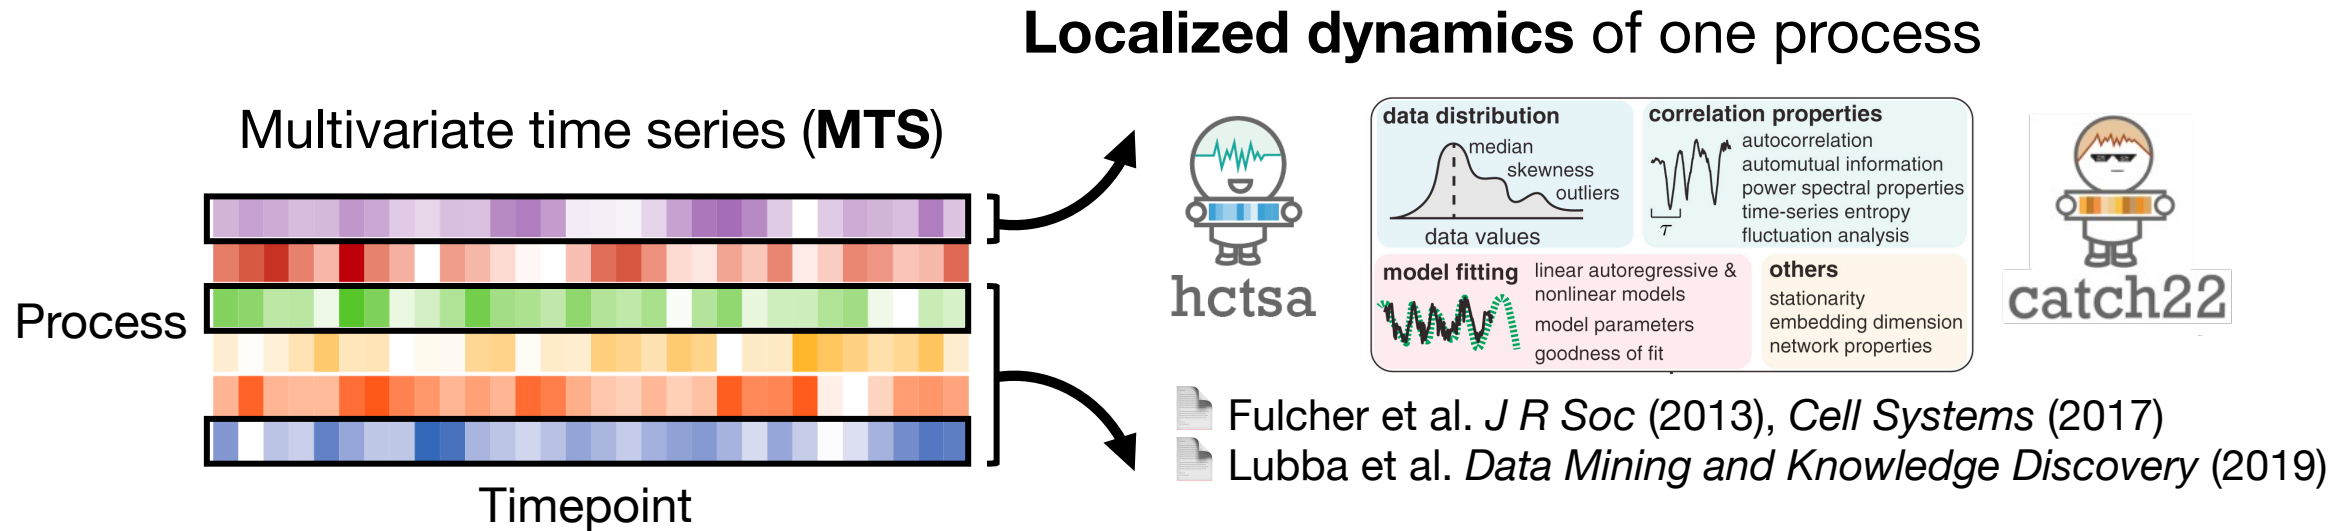 Localized dynamics of one process
Multivariate time series (MTS)
Process
Timepoint
hctsa
data distribution
median
skewness
outliers
data values
correlation properties
autocorrelation
automutual information
power spectral properties
time-series entropy
fluctuation analysis
τ
model fitting
linear autoregressive &
nonlinear models
model parameters
goodness of fit
others
stationarity
embedding dimension
network properties
catch22
Fulcher et al. J R Soc (2013), Cell Systems (2017)
Lubba et al. Data Mining and Knowledge Discovery (2019)